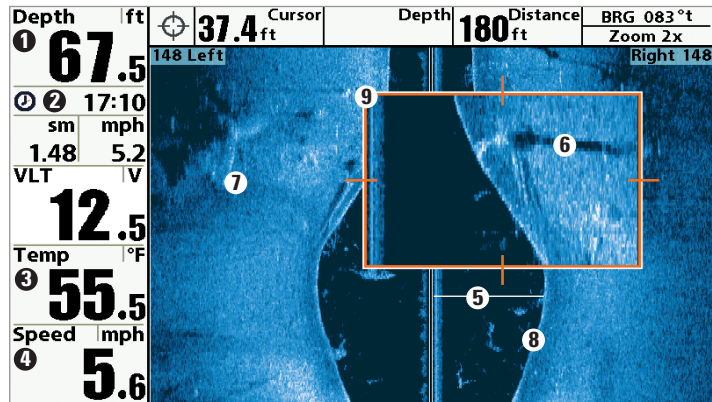 Depth ft
1 67.5
2 17:10
sm mph
1.48 5.2
VLT V
12.5
Temp °F
3 55.5
Speed mph
4 5.6
37.4 ft Cursor Depth 180 ft Distance BRG 083°t
Zoom 2x
148 Left Right 148
9
6
7
5
8